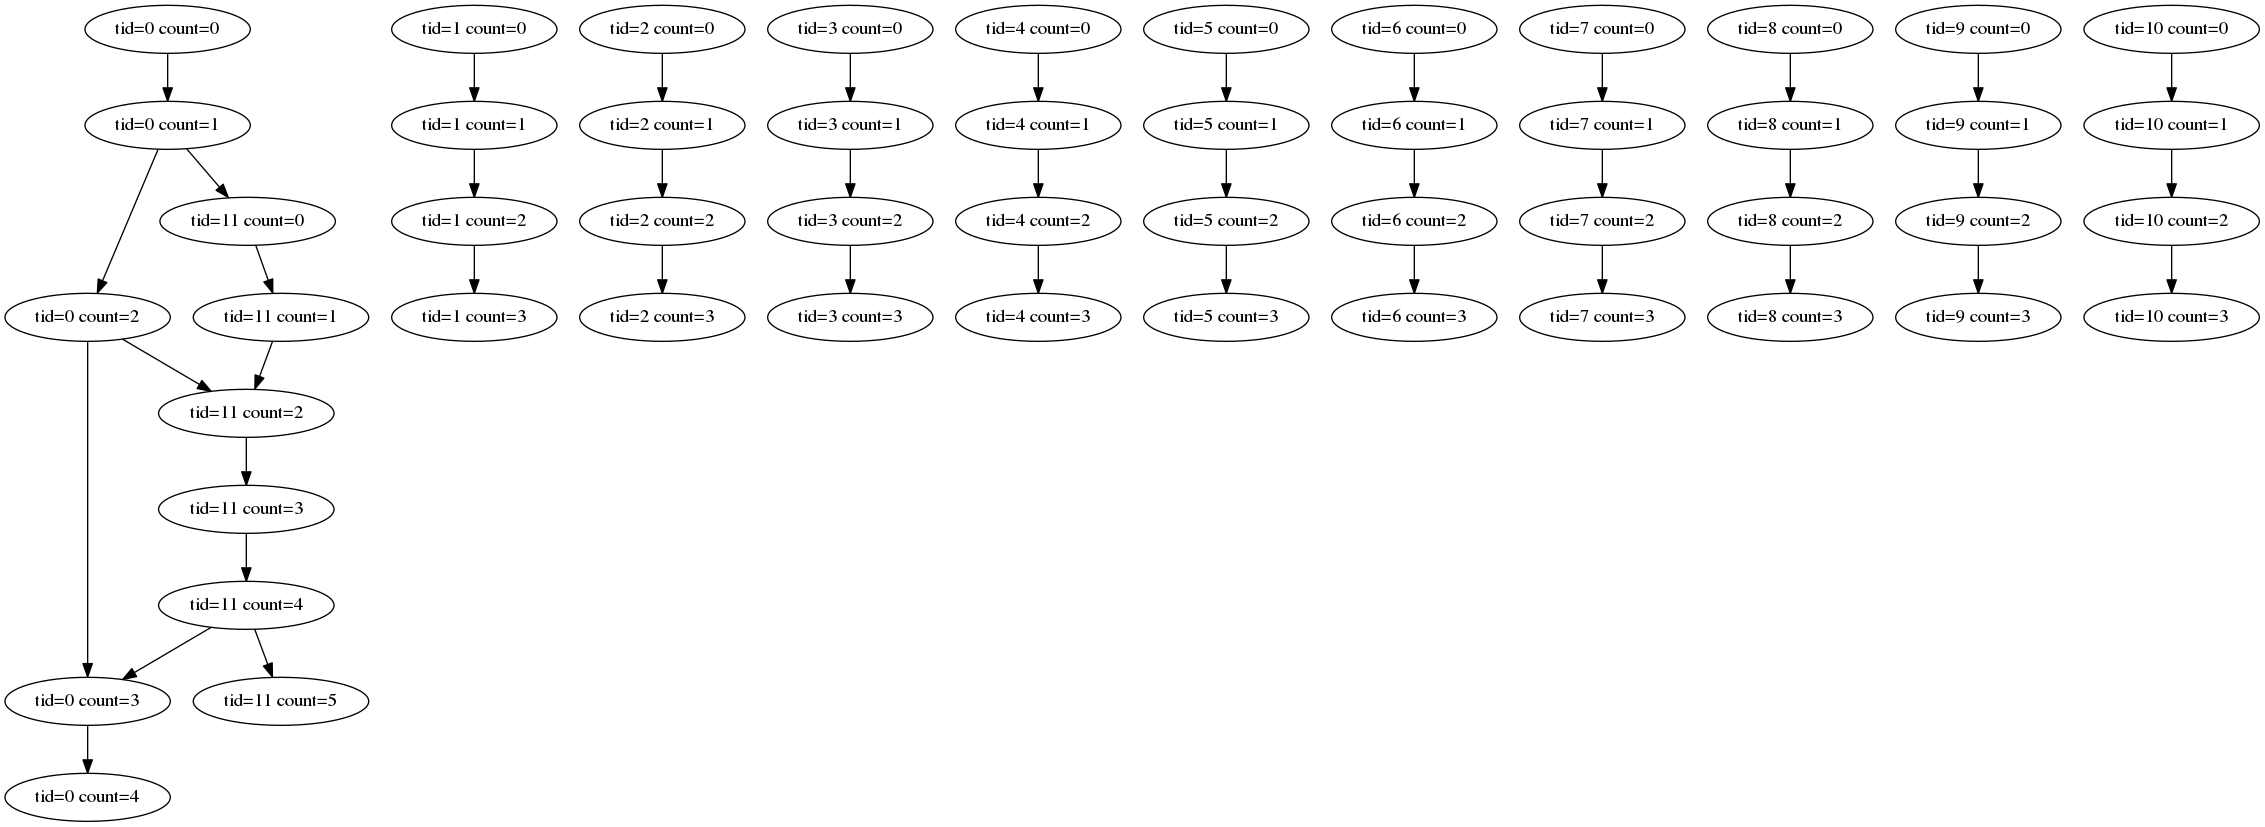 tid=0 count=0
tid=1 count=0
tid=2 count=0
tid=3 count=0
tid=4 count=0
tid=5 count=0
tid=6 count=0
tid=7 count=0
tid=8 count=0
tid=9 count=0
tid=10 count=0
tid=0 count=1
tid=1 count=1
tid=2 count=1
tid=3 count=1
tid=4 count=1
tid=5 count=1
tid=6 count=1
tid=7 count=1
tid=8 count=1
tid=9 count=1
tid=10 count=1
tid=11 count=0
tid=1 count=2
tid=2 count=2
tid=3 count=2
tid=4 count=2
tid=5 count=2
tid=6 count=2
tid=7 count=2
tid=8 count=2
tid=9 count=2
tid=10 count=2
tid=0 count=2
tid=11 count=1
tid=1 count=3
tid=2 count=3
tid=3 count=3
tid=4 count=3
tid=5 count=3
tid=6 count=3
tid=7 count=3
tid=8 count=3
tid=9 count=3
tid=10 count=3
tid=11 count=2
tid=11 count=3
tid=11 count=4
tid=0 count=3
tid=11 count=5
tid=0 count=4